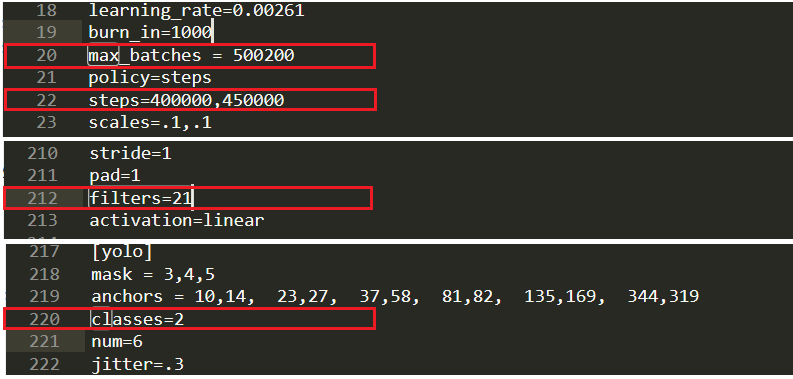 18 learning_rate=0.00261
19 burn_in=1000
20 max_batches = 500200
21 policy=steps
22 steps=400000,450000
23 scales=.1,.1
210 stride=1
211 pad=1
212 filters=21
213 activation=linear
217 [yolo]
218 mask = 3,4,5
219 anchors = 10,14,  23,27,  37,58,  81,82,  135,169,  344,319
220 classes=2
221 num=6
222 jitter=.3